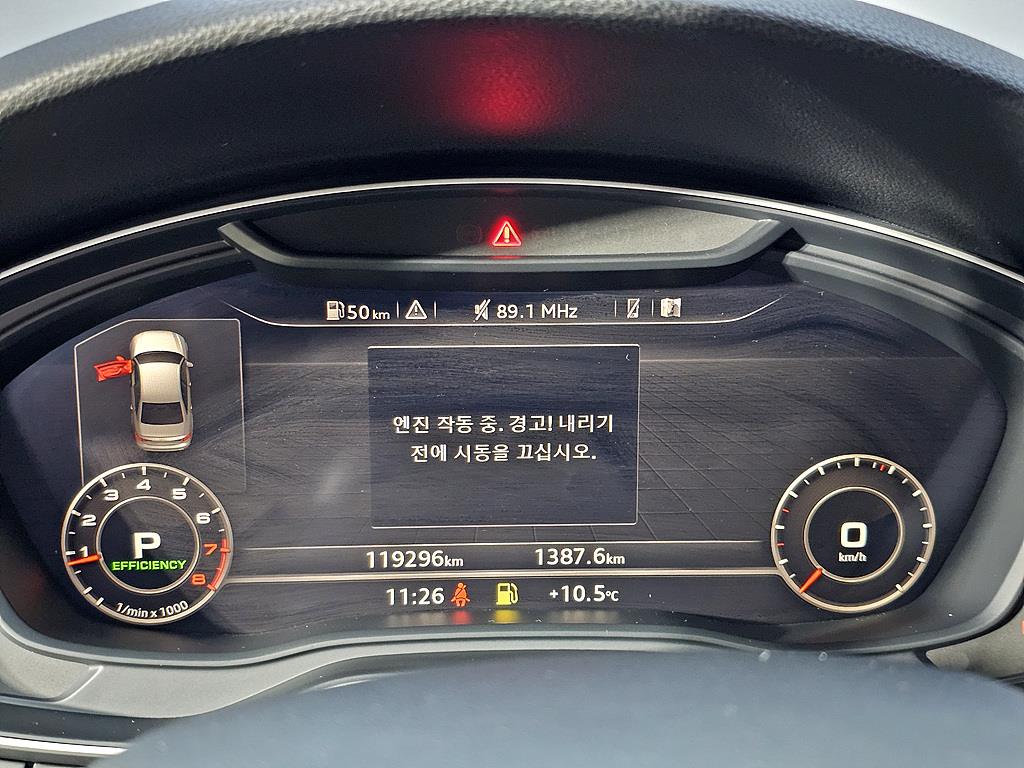 50 km
89.1 MHz
엔진 작동 중. 경고! 내리기
전에 시동을 끄십시오.
1 2 3 4 5 6 7 8
P
EFFICIENCY
1/min x 1000
0
km/h
119296km 1387.6km
11:26 +10.5°C